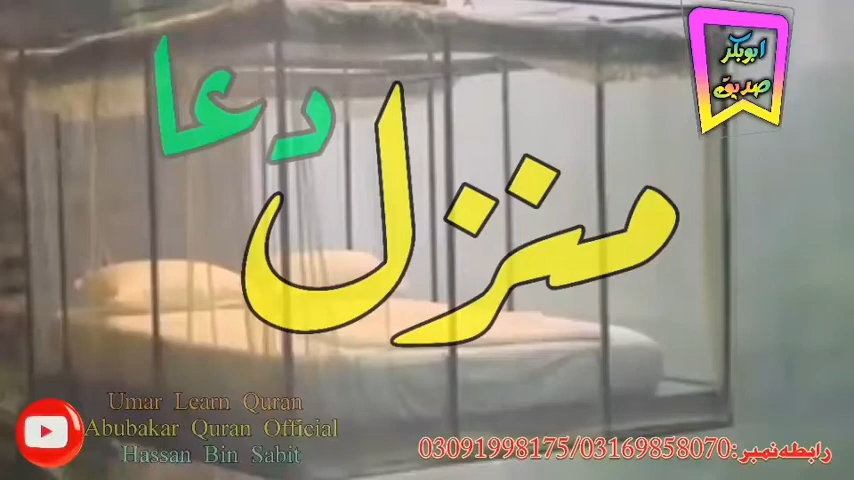 ابوبکر
صدیق
منزل
دعا
Umar Learn Quran
Abubakar Quran Official
Hassan Bin Sabit
رابطہ نمبر:03091998175/03169858070